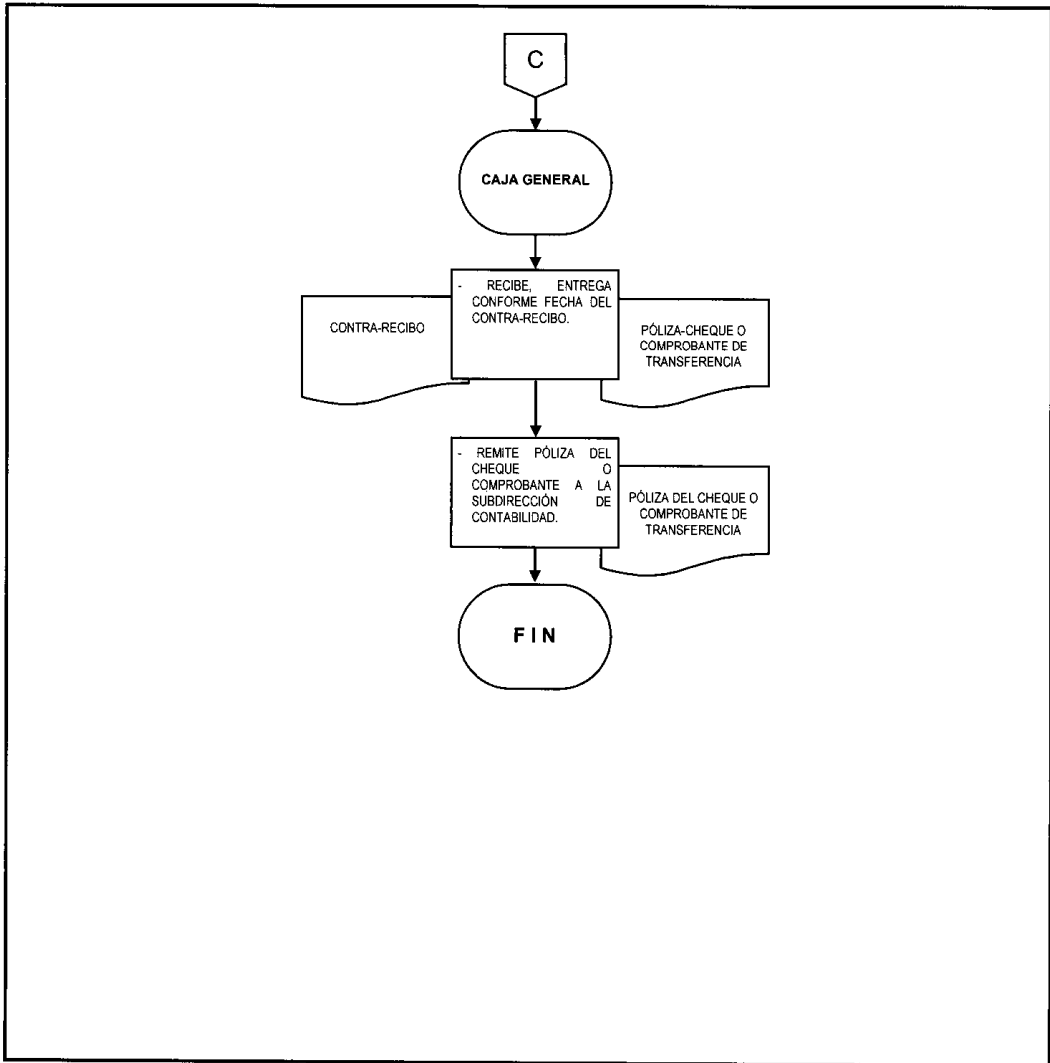 C
CAJA GENERAL
- RECIBE, ENTREGA
CONFORME FECHA DEL
CONTRA-RECIBO.
CONTRA-RECIBO
PÓLIZA-CHEQUE O
COMPROBANTE DE
TRANSFERENCIA
- REMITE PÓLIZA DEL
CHEQUE O
COMPROBANTE A LA
SUBDIRECCIÓN DE
CONTABILIDAD.
PÓLIZA DEL CHEQUE O
COMPROBANTE DE
TRANSFERENCIA
F I N